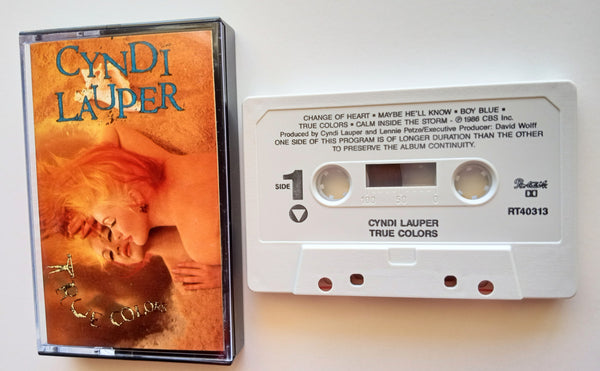 CYNDI
LAUPER
TRUE COLORS
CHANGE OF HEART • MAYBE HE'LL KNOW • BOY BLUE •
TRUE COLORS • CALM INSIDE THE STORM – ℗ 1986 CBS Inc.
Produced by Cyndi Lauper and Lennie Petze/Executive Producer: David Wolff
ONE SIDE OF THIS PROGRAM IS OF LONGER DURATION THAN THE OTHER
TO PRESERVE THE ALBUM CONTINUITY.
SIDE 1
100 50 0
Portrait
RT40313
CYNDI LAUPER
TRUE COLORS